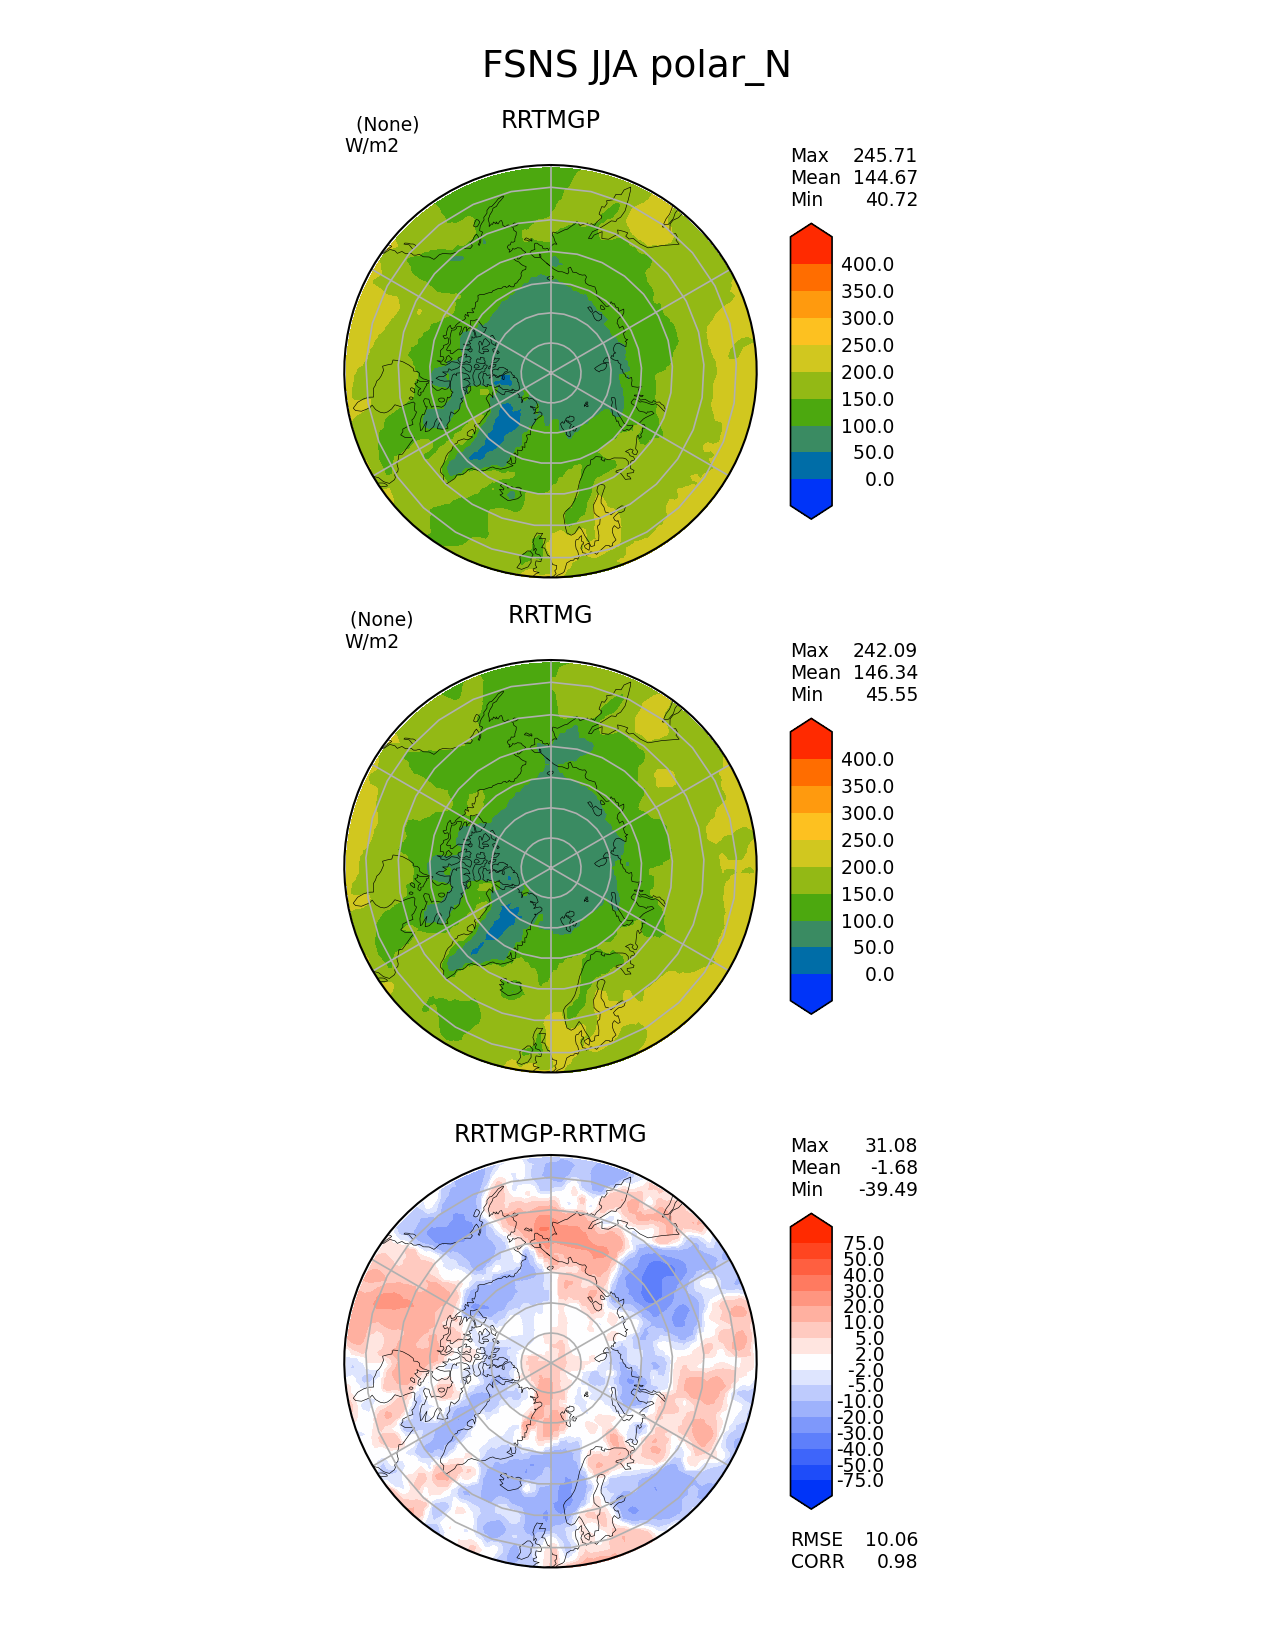 FSNS JJA polar_N
RRTMGP
(None)
W/m2
Max 245.71
Mean 144.67
Min 40.72
400.0
350.0
300.0
250.0
200.0
150.0
100.0
50.0
0.0
RRTMG
(None)
W/m2
Max 242.09
Mean 146.34
Min 45.55
400.0
350.0
300.0
250.0
200.0
150.0
100.0
50.0
0.0
RRTMGP-RRTMG
Max 31.08
Mean -1.68
Min -39.49
75.0
50.0
40.0
30.0
20.0
10.0
5.0
2.0
-2.0
-5.0
-10.0
-20.0
-30.0
-40.0
-50.0
-75.0
RMSE 10.06
CORR 0.98